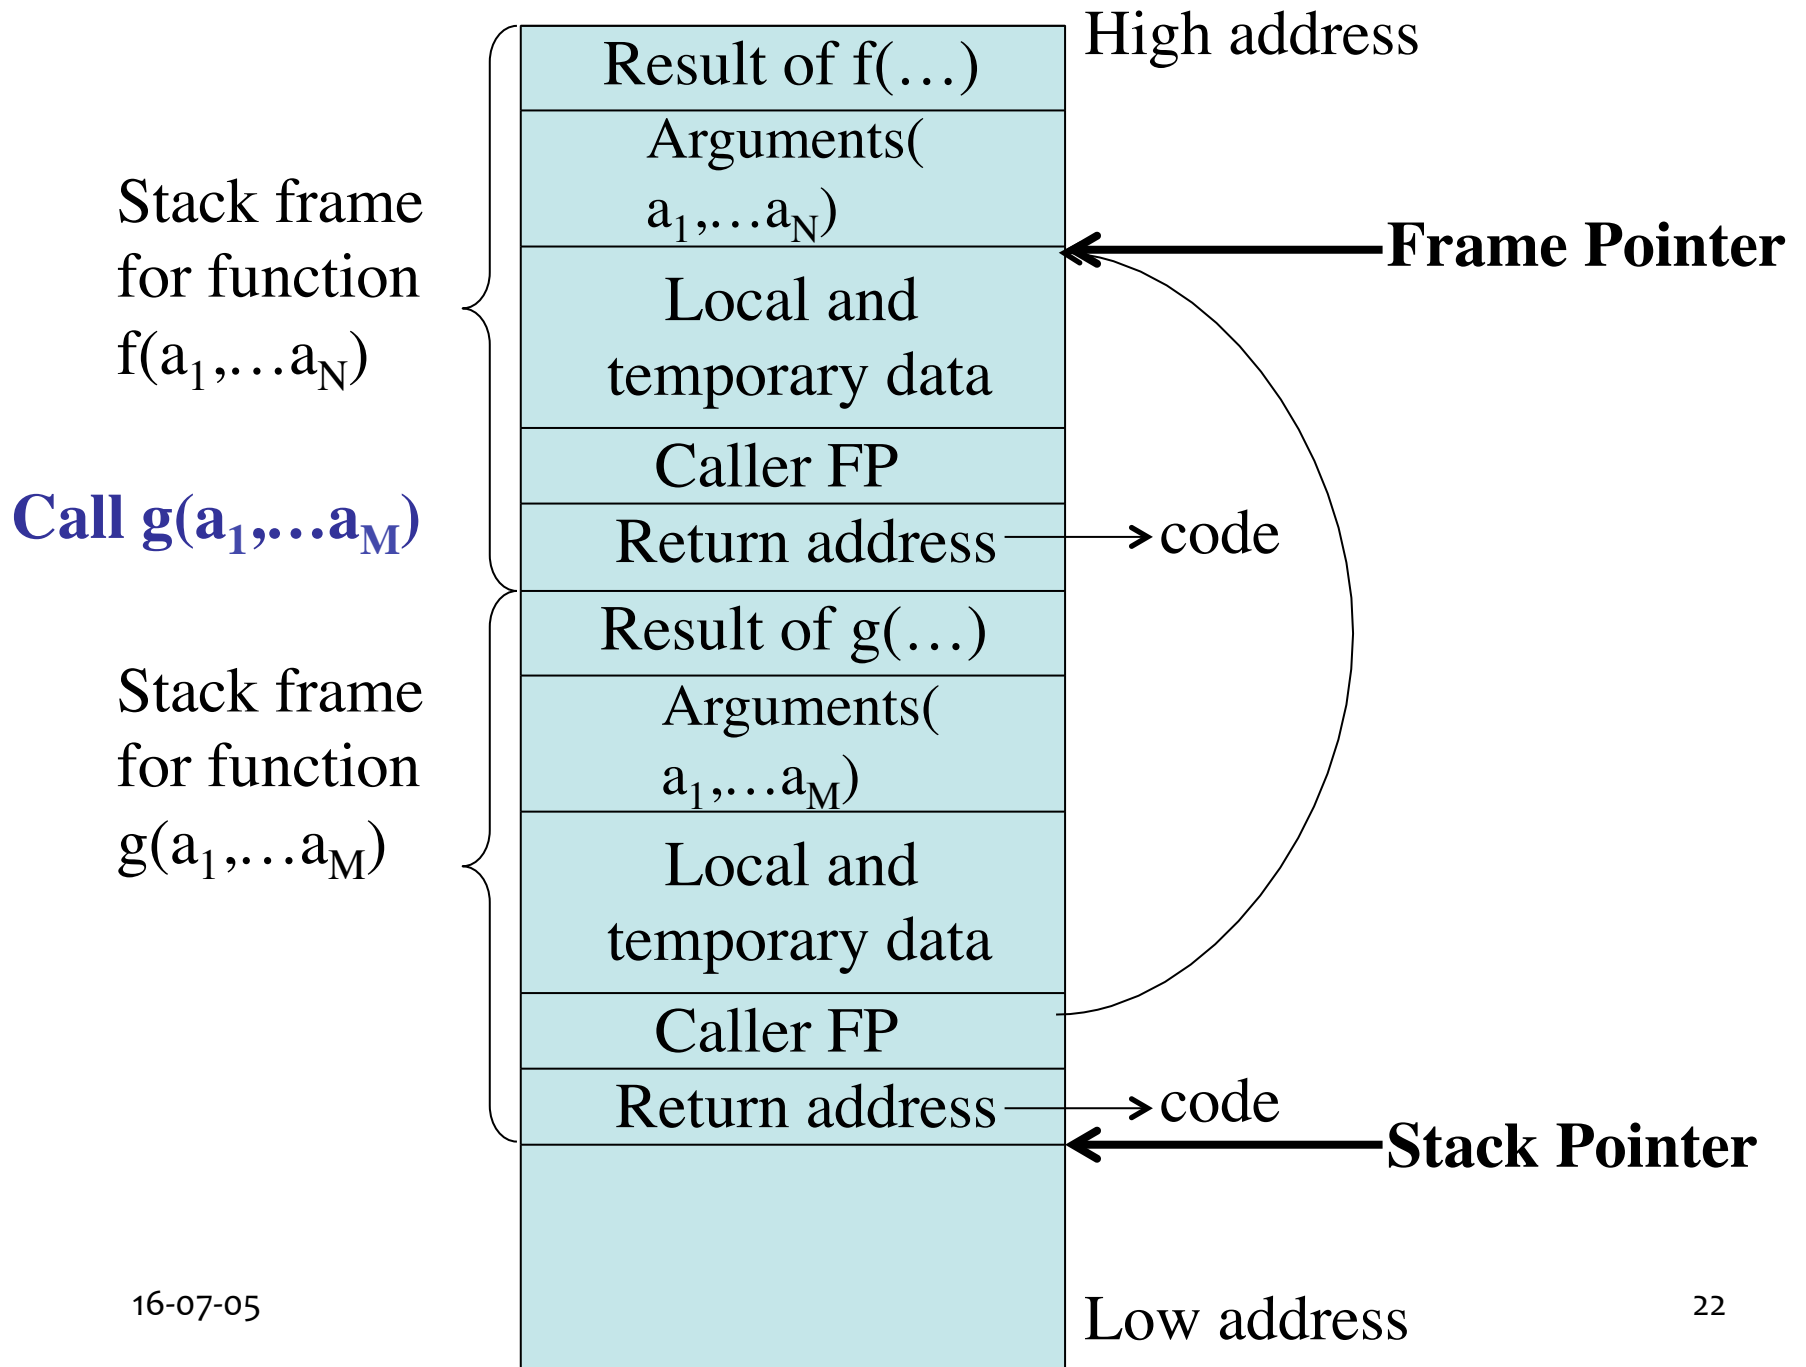 High address
Result of f(…)
Arguments(
a₁,…aN)
Stack frame
for function
f(a₁,…aN)
Frame Pointer
Local and
temporary data
Caller FP
Call g(a₁,…aM)
Return address
code
Result of g(…)
Stack frame
for function
g(a₁,…aM)
Arguments(
a₁,…aM)
Local and
temporary data
Caller FP
Return address
code
Stack Pointer
Low address
16-07-05
22